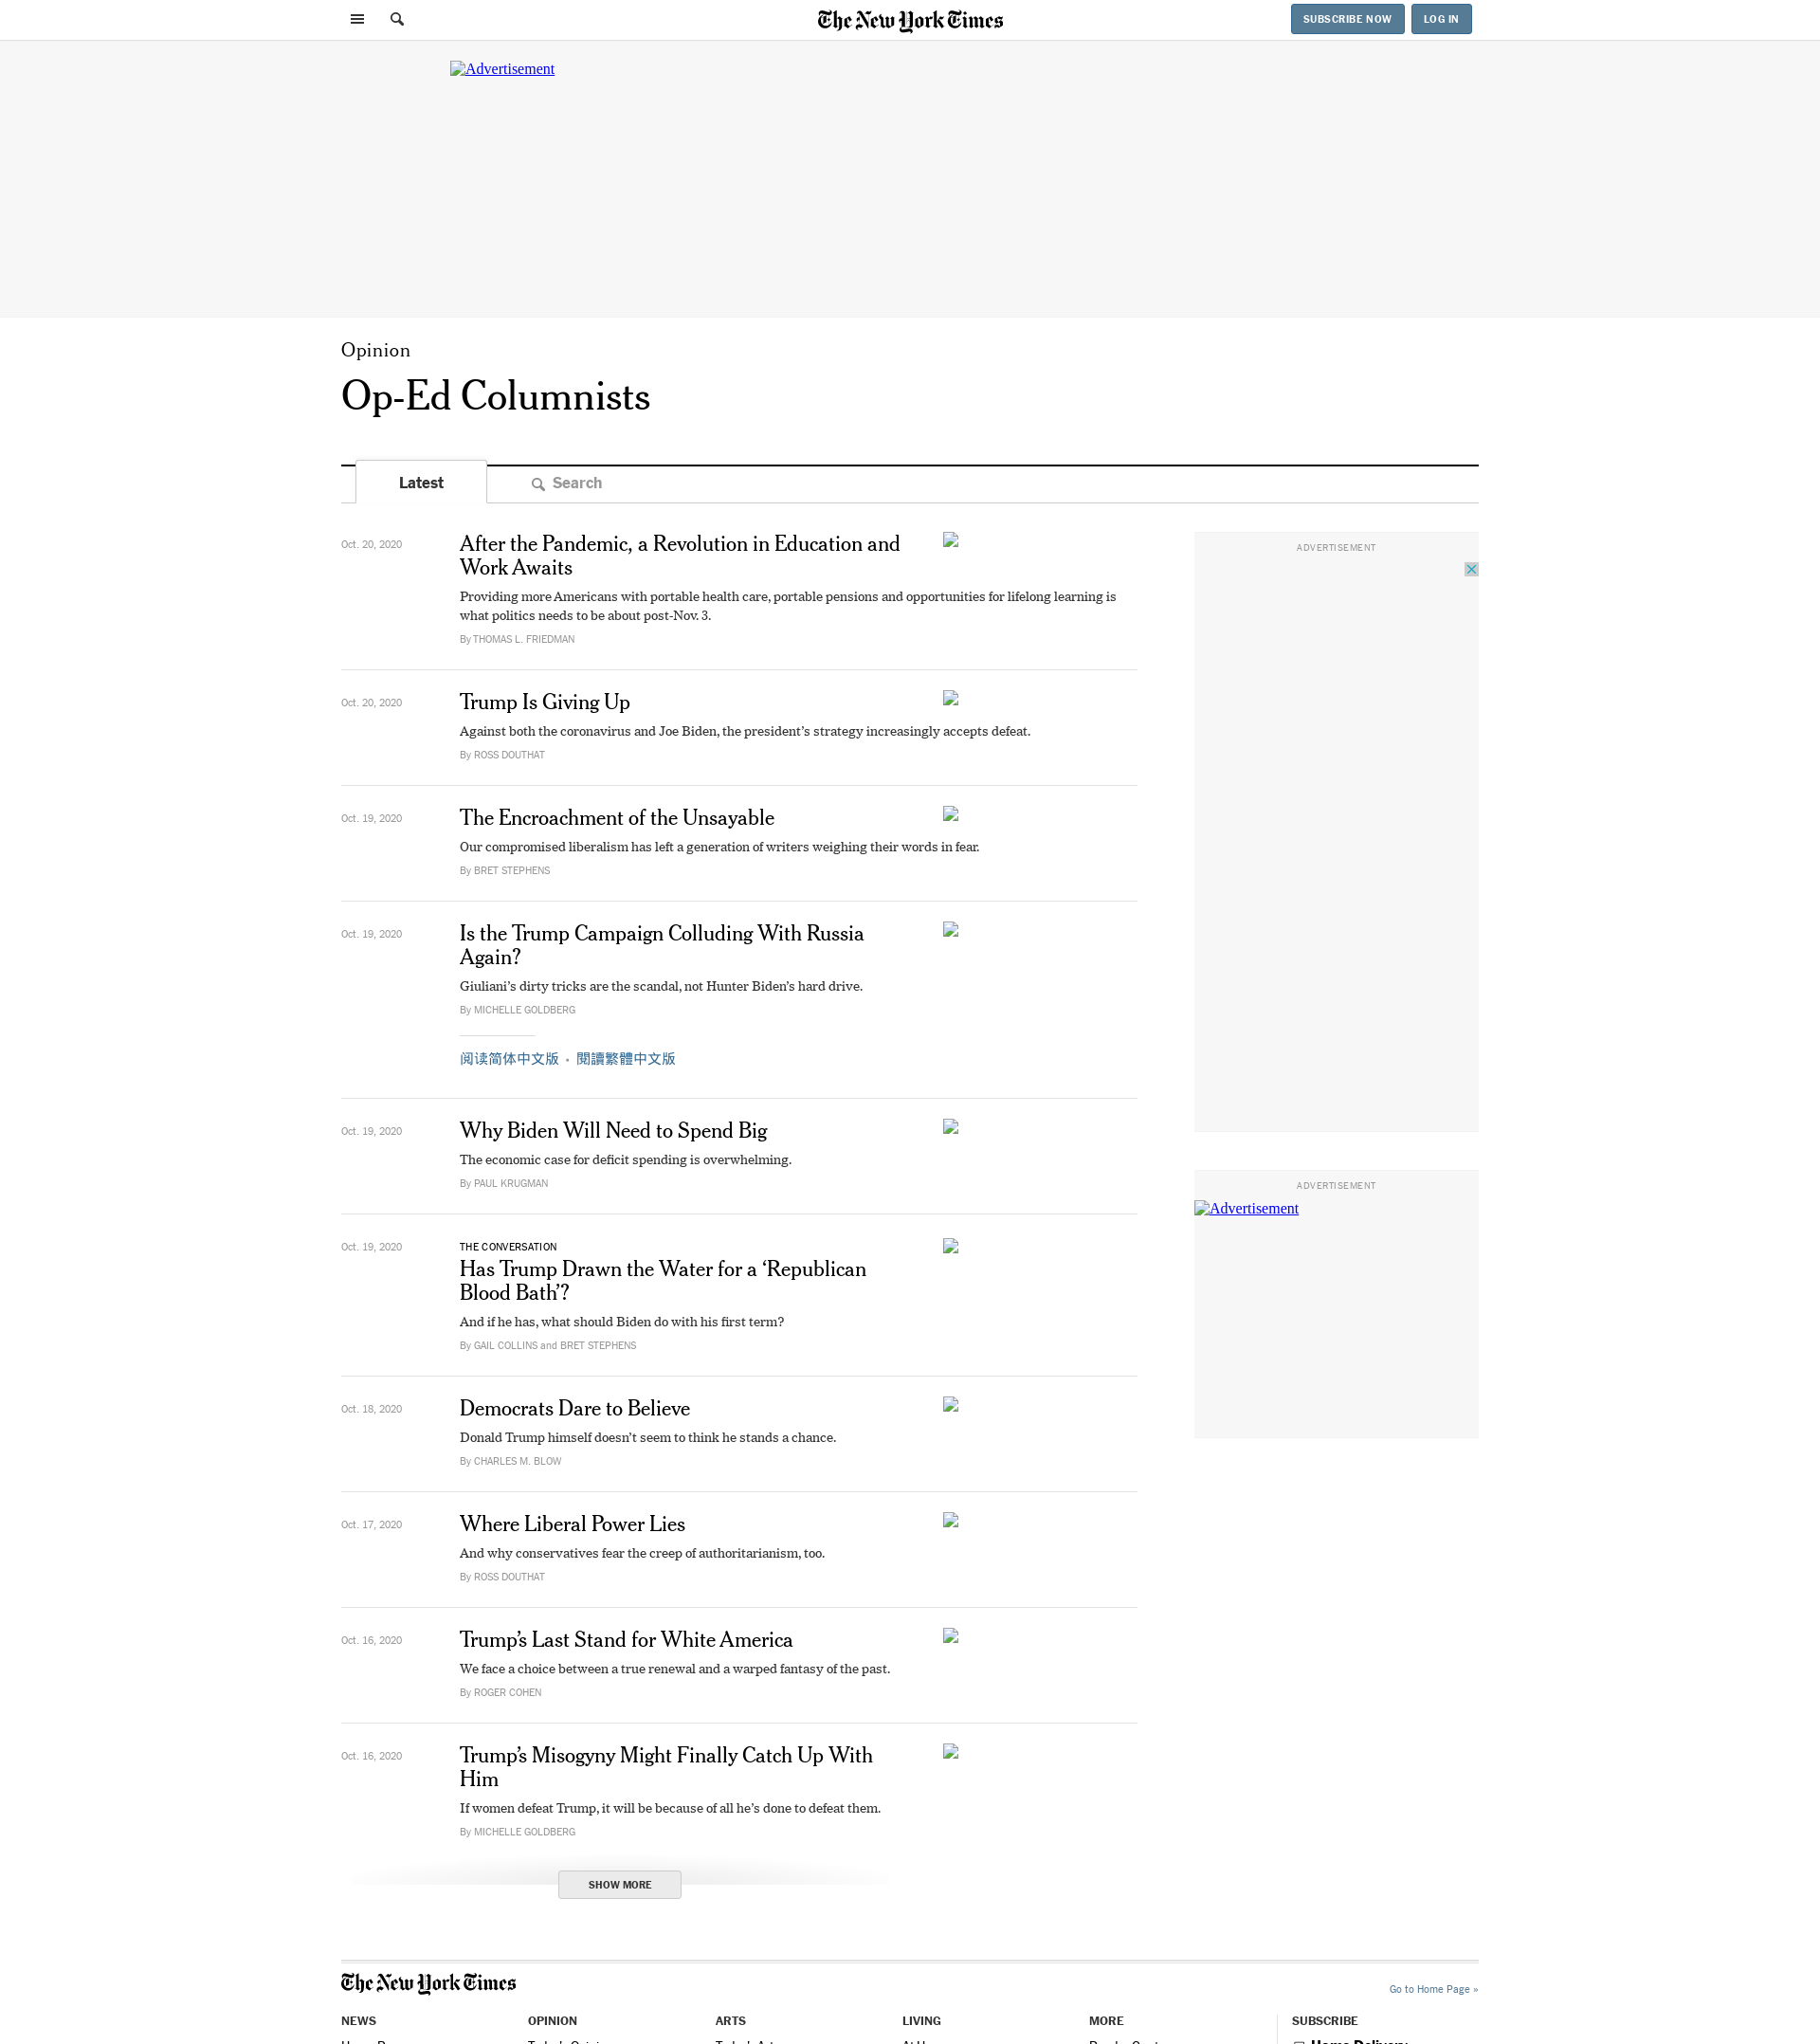 The New York Times
SUBSCRIBE NOW
LOG IN
Advertisement
Opinion
Op-Ed Columnists
Latest
Search
Oct. 20, 2020
After the Pandemic, a Revolution in Education and
Work Awaits
Providing more Americans with portable health care, portable pensions and opportunities for lifelong learning is
what politics needs to be about post-Nov. 3.
By THOMAS L. FRIEDMAN
Oct. 20, 2020
Trump Is Giving Up
Against both the coronavirus and Joe Biden, the president’s strategy increasingly accepts defeat.
By ROSS DOUTHAT
Oct. 19, 2020
The Encroachment of the Unsayable
Our compromised liberalism has left a generation of writers weighing their words in fear.
By BRET STEPHENS
Oct. 19, 2020
Is the Trump Campaign Colluding With Russia
Again?
Giuliani’s dirty tricks are the scandal, not Hunter Biden’s hard drive.
By MICHELLE GOLDBERG
阅读简体中文版 • 閱讀繁體中文版
Oct. 19, 2020
Why Biden Will Need to Spend Big
The economic case for deficit spending is overwhelming.
By PAUL KRUGMAN
Oct. 19, 2020
THE CONVERSATION
Has Trump Drawn the Water for a ‘Republican
Blood Bath’?
And if he has, what should Biden do with his first term?
By GAIL COLLINS and BRET STEPHENS
Oct. 18, 2020
Democrats Dare to Believe
Donald Trump himself doesn’t seem to think he stands a chance.
By CHARLES M. BLOW
Oct. 17, 2020
Where Liberal Power Lies
And why conservatives fear the creep of authoritarianism, too.
By ROSS DOUTHAT
Oct. 16, 2020
Trump’s Last Stand for White America
We face a choice between a true renewal and a warped fantasy of the past.
By ROGER COHEN
Oct. 16, 2020
Trump’s Misogyny Might Finally Catch Up With
Him
If women defeat Trump, it will be because of all he’s done to defeat them.
By MICHELLE GOLDBERG
SHOW MORE
ADVERTISEMENT
ADVERTISEMENT
Advertisement
The New York Times
Go to Home Page »
NEWS
OPINION
ARTS
LIVING
MORE
SUBSCRIBE
Home Delivery